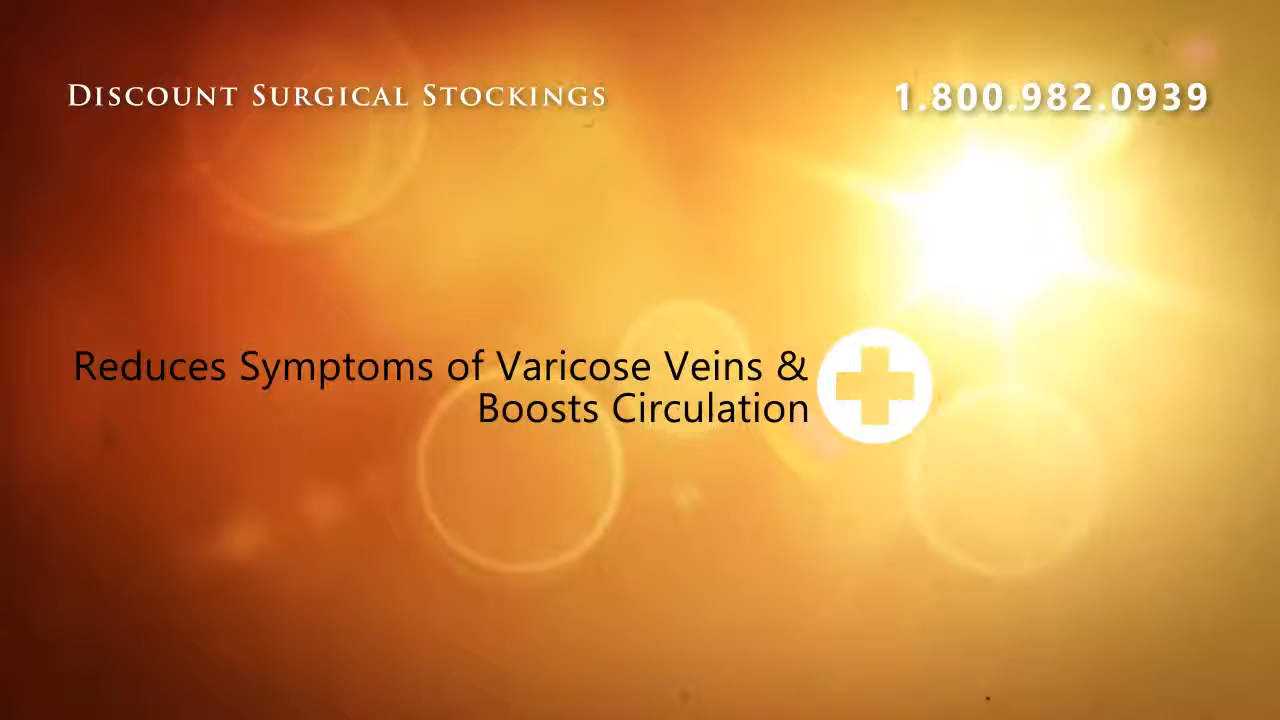 Discount Surgical Stockings
1.800.982.0939
Reduces Symptoms of Varicose Veins &
Boosts Circulation